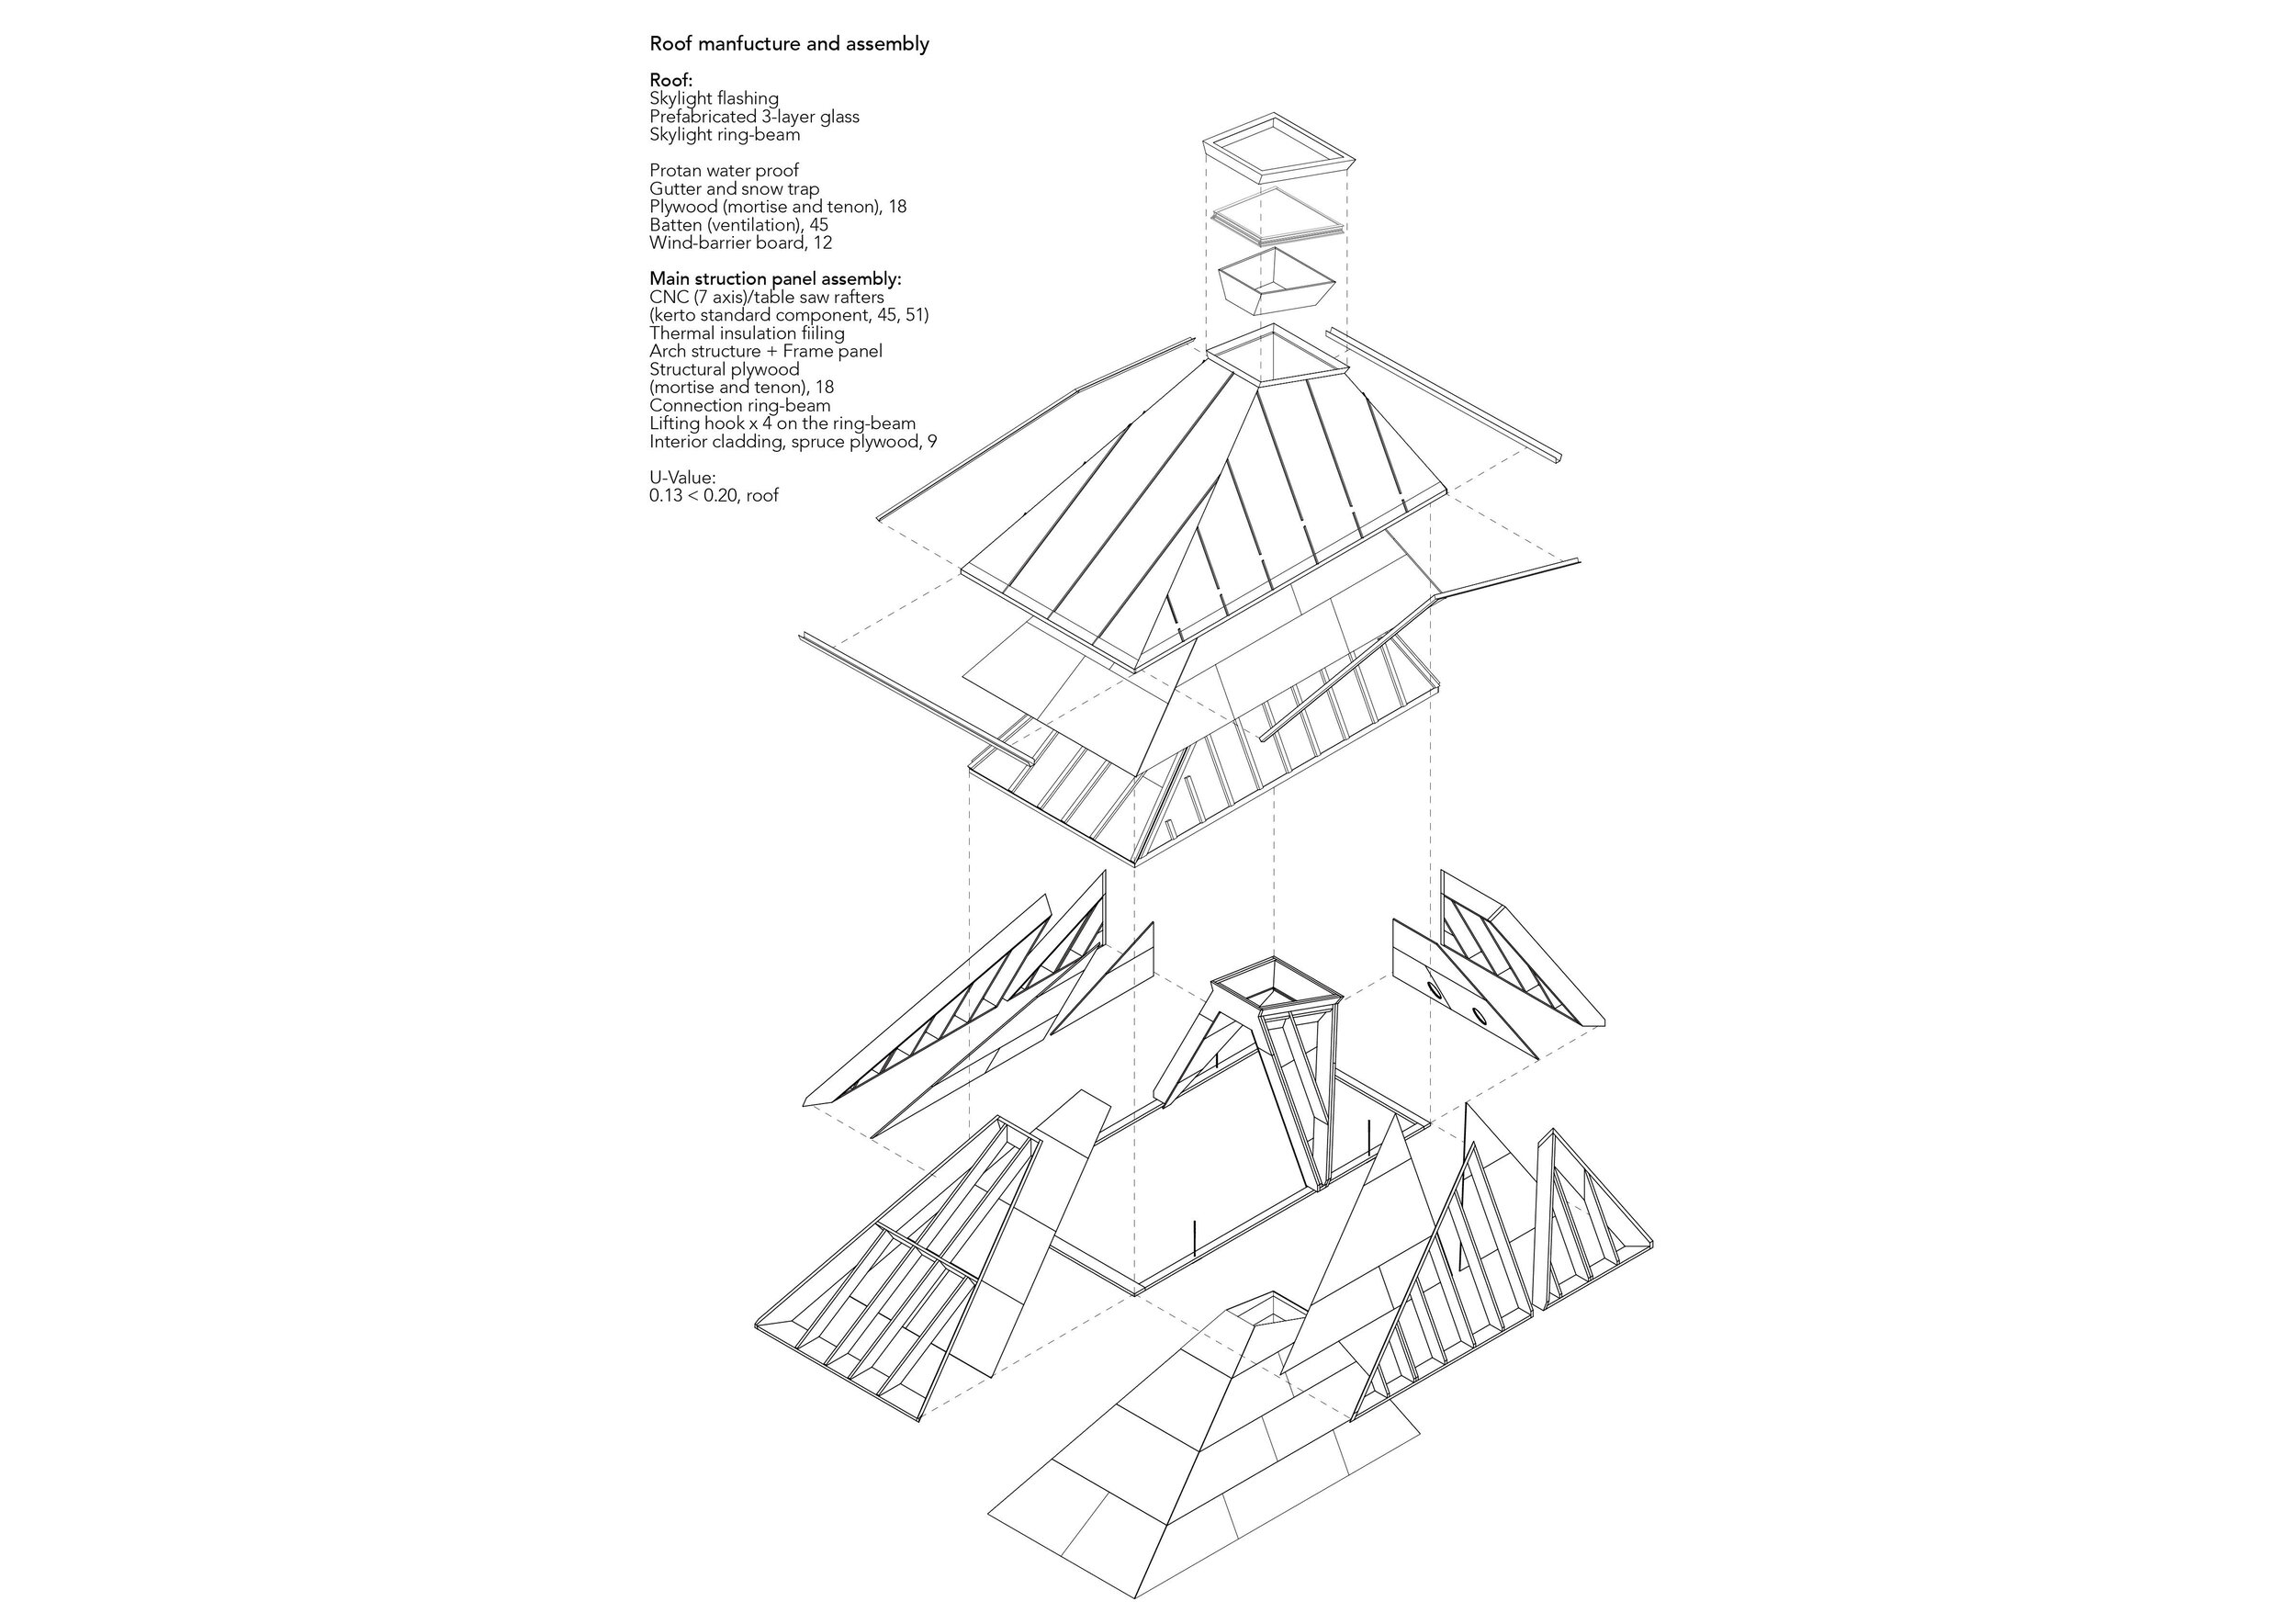 Roof manfucture and assembly
Roof:
Skylight flashing
Prefabricated 3-layer glass
Skylight ring-beam
Protan water proof
Gutter and snow trap
Plywood (mortise and tenon), 18
Batten (ventilation), 45
Wind-barrier board, 12
Main struction panel assembly:
CNC (7 axis)/table saw rafters
(kerto standard component, 45, 51)
Thermal insulation fiiling
Arch structure + Frame panel
Structural plywood
(mortise and tenon), 18
Connection ring-beam
Lifting hook x 4 on the ring-beam
Interior cladding, spruce plywood, 9
U-Value:
0.13 < 0.20, roof